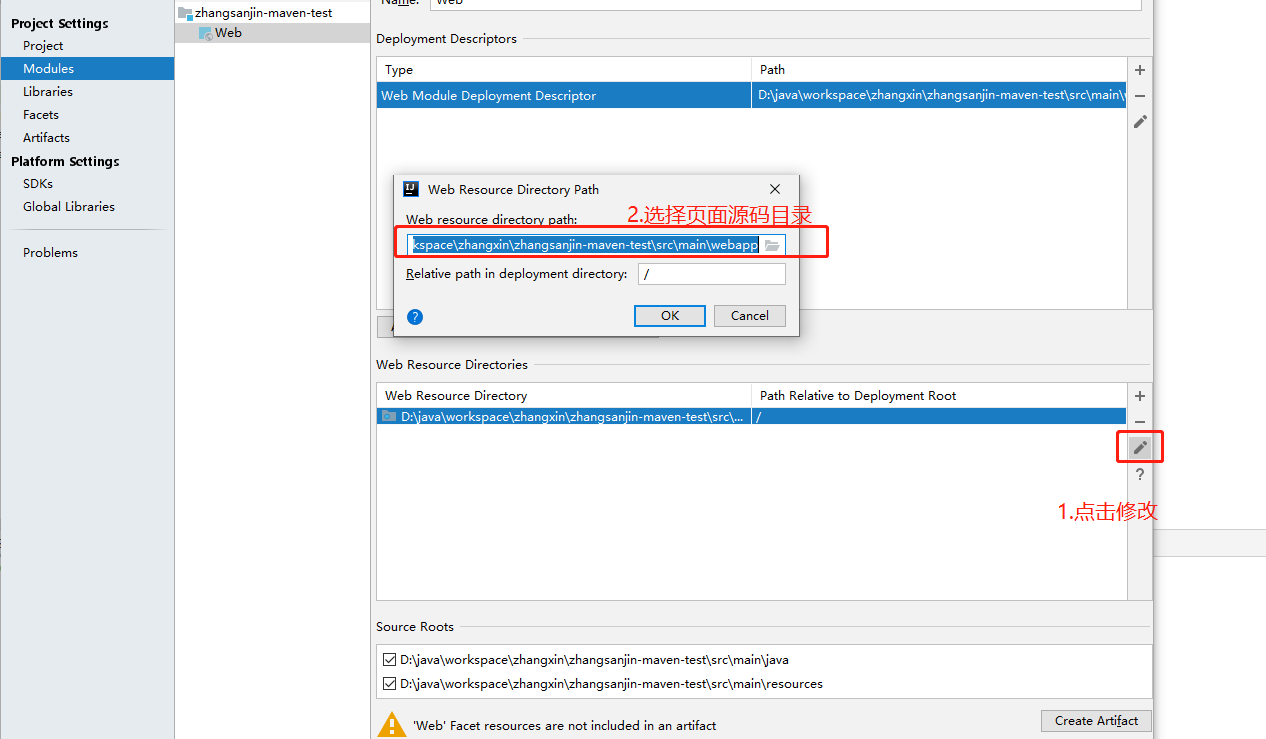 Name: Web
Project Settings
Project
Modules
Libraries
Facets
Artifacts
Platform Settings
SDKs
Global Libraries
Problems
zhangsanjin-maven-test
Web
Deployment Descriptors
Type Path
Web Module Deployment Descriptor D:\java\workspace\zhangxin\zhangsanjin-maven-test\src\main\
Web Resource Directory Path
Web resource directory path:
2.选择页面源码目录
kspace\zhangxin\zhangsanjin-maven-test\src\main\webapp
Relative path in deployment directory: /
? OK Cancel
Web Resource Directories
Web Resource Directory Path Relative to Deployment Root
D:\java\workspace\zhangxin\zhangsanjin-maven-test\src\... /
?
1.点击修改
Source Roots
D:\java\workspace\zhangxin\zhangsanjin-maven-test\src\main\java
D:\java\workspace\zhangxin\zhangsanjin-maven-test\src\main\resources
'Web' Facet resources are not included in an artifact
Create Artifact